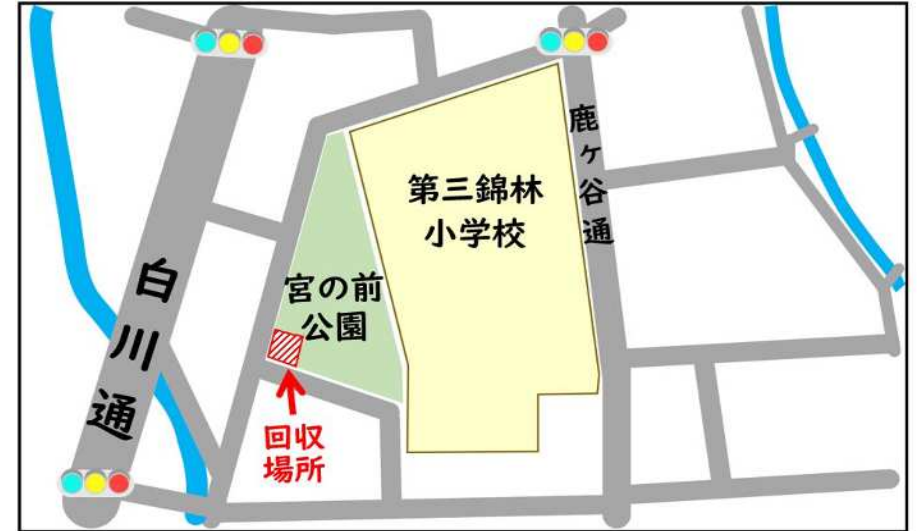 鹿ケ谷通
第三錦林
小学校
宮の前
公園
白川通
回収
場所